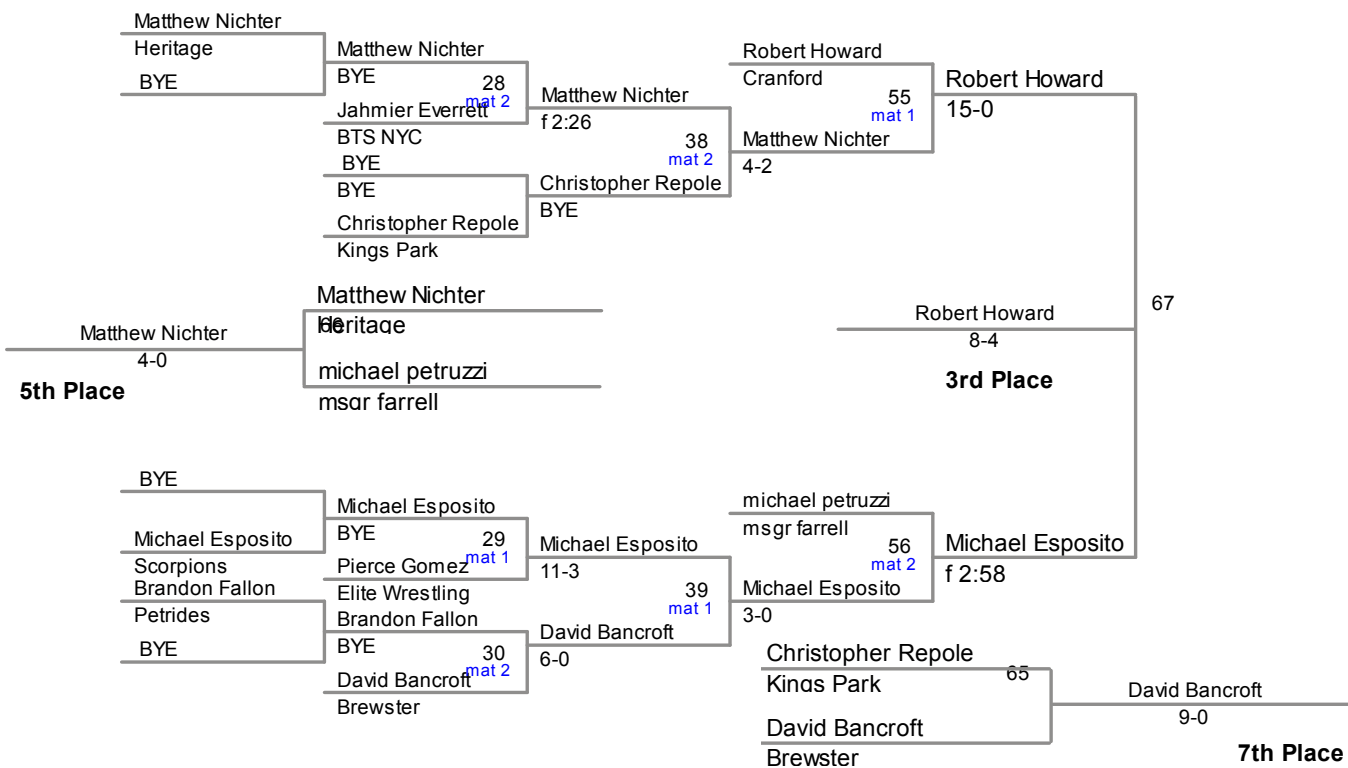 Matthew Nichter
Heritage
BYE
Matthew Nichter
BYE
28
mat 2
Jahmier Everrett
BTS NYC
BYE
BYE
Christopher Repole
Kings Park
Matthew Nichter
f 2:26
38
mat 2
Christopher Repole
BYE
Robert Howard
Cranford
55
mat 1
Matthew Nichter
4-2
Robert Howard
15-0
67
Robert Howard
8-4
3rd Place
Matthew Nichter
Heritage
michael petruzzi
msgr farrell
Matthew Nichter
4-0
5th Place
BYE
Michael Esposito
Scorpions
Brandon Fallon
Petrides
BYE
Michael Esposito
BYE
29
mat 1
Pierce Gomez
Elite Wrestling
Brandon Fallon
BYE
30
mat 2
David Bancroft
Brewster
Michael Esposito
11-3
39
mat 1
David Bancroft
6-0
michael petruzzi
msgr farrell
56
mat 2
Michael Esposito
3-0
Michael Esposito
f 2:58
Christopher Repole
Kings Park
65
David Bancroft
Brewster
David Bancroft
9-0
7th Place